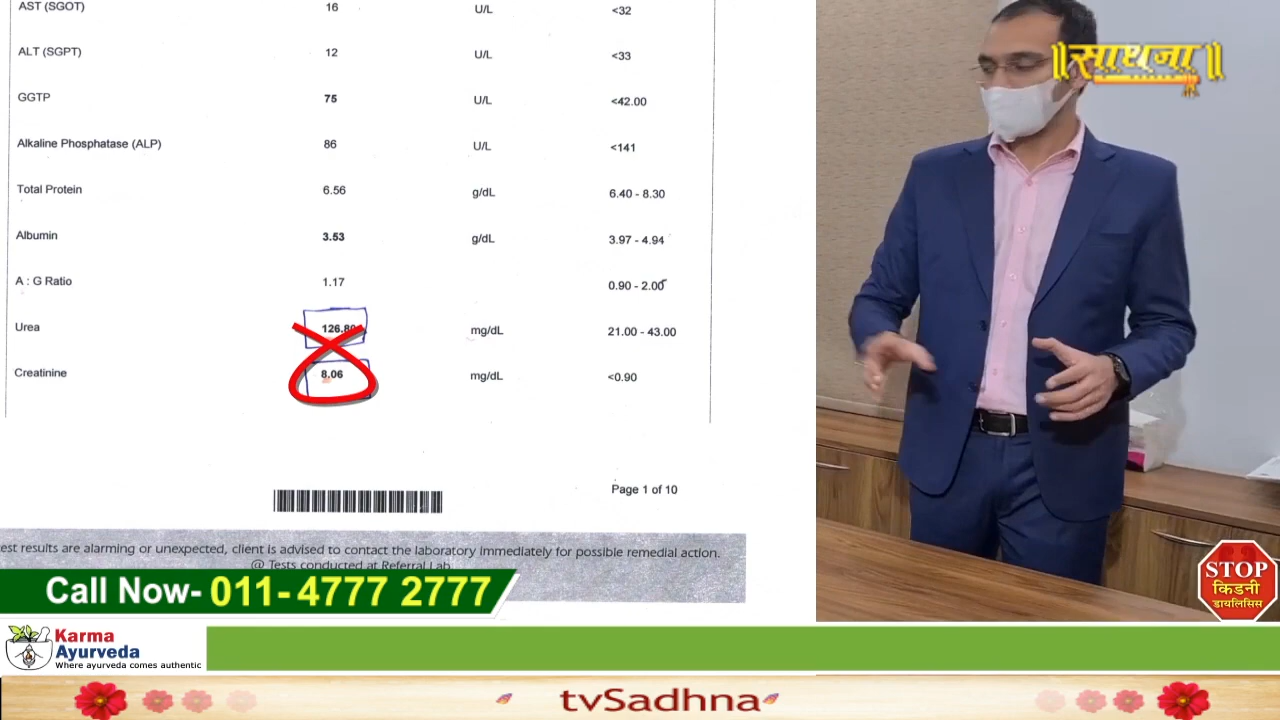 AST (SGOT) 16 U/L <32
ALT (SGPT) 12 U/L <33
GGTP 75 U/L <42.00
Alkaline Phosphatase (ALP) 86 U/L <141
Total Protein 6.56 g/dL 6.40 - 8.30
Albumin 3.53 g/dL 3.97 - 4.94
A : G Ratio 1.17 0.90 - 2.00
Urea 126.80 mg/dL 21.00 - 43.00
Creatinine 8.06 mg/dL <0.90
Page 1 of 10
est results are alarming or unexpected, client is advised to contact the laboratory immediately for possible remedial action.
@ Tests conducted at Referral Lab.
Call Now- 011-4777 2777
Karma
Ayurveda
Where ayurveda comes authentic
tvSadhna
साधना
STOP
किडनी
डायलिसिस